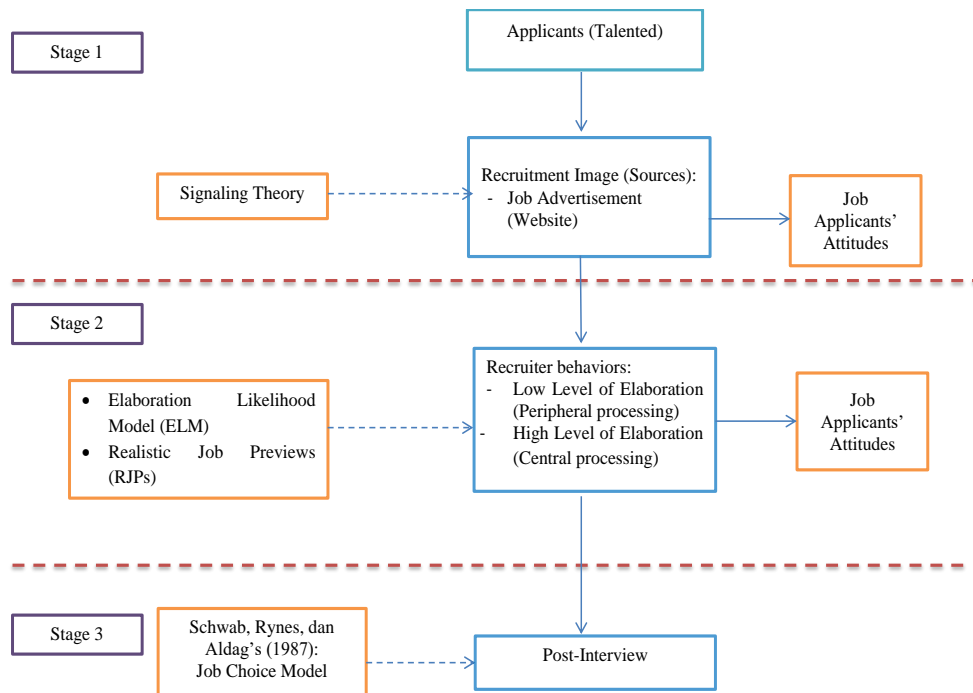 Stage 1
Applicants (Talented)
Signaling Theory
Recruitment Image (Sources):
- Job Advertisement
(Website)
Job
Applicants’
Attitudes
Stage 2
• Elaboration Likelihood
Model (ELM)
• Realistic Job Previews
(RJPs)
Recruiter behaviors:
- Low Level of Elaboration
(Peripheral processing)
- High Level of Elaboration
(Central processing)
Job
Applicants’
Attitudes
Stage 3
Schwab, Rynes, dan
Aldag’s (1987):
Job Choice Model
Post-Interview